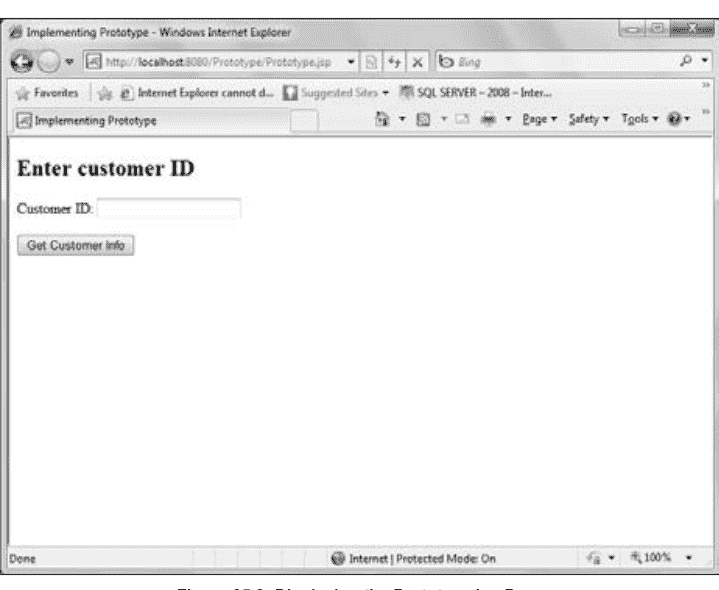 Implementing Prototype - Windows Internet Explorer
http://localhost:8080/Prototype/Prototype.jsp
Bing
Favorites Internet Explorer cannot d... Suggested Sites SQL SERVER – 2008 – Inter...
Implementing Prototype Page Safety Tools
Enter customer ID
Customer ID:
Get Customer Info
Done Internet | Protected Mode: On 100%